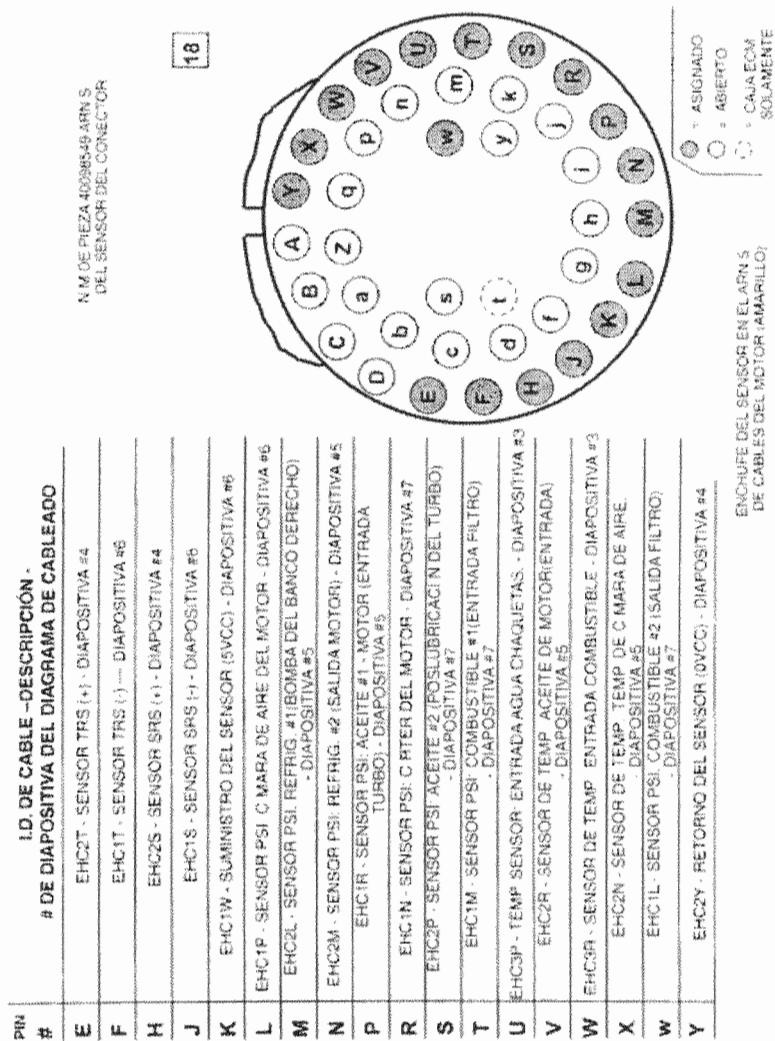 PIN
#
I.D. DE CABLE –DESCRIPCIÓN -
# DE DIAPOSITIVA DEL DIAGRAMA DE CABLEADO
E EHC2T - SENSOR TRS (+) - DIAPOSITIVA #4
F EHC1T - SENSOR TRS (-) --- DIAPOSITIVA #6
H EHC2S - SENSOR SRS (+) - DIAPOSITIVA #4
J EHC1S - SENSOR SRS (-) - DIAPOSITIVA #6
K EHC1W - SUMINISTRO DEL SENSOR (5VCC) - DIAPOSITIVA #6
L EHC1P - SENSOR PSI C MARA DE AIRE DEL MOTOR - DIAPOSITIVA #6
M EHC2L - SENSOR PSI. REFRIG. #1 (BOMBA DEL BANCO DERECHO)
- DIAPOSITIVA #5
N EHC2M - SENSOR PSI. REFRIG. #2 (SALIDA MOTOR) - DIAPOSITIVA #5
P EHC1R - SENSOR PSI. ACEITE #1 - MOTOR (ENTRADA
TURBO) - DIAPOSITIVA #6
R EHC1N - SENSOR PSI. C RTER DEL MOTOR - DIAPOSITIVA #7
S EHC2P - SENSOR PSI ACEITE #2 (POSLUBRICACI N DEL TURBO)
- DIAPOSITIVA #7
T EHC1M - SENSOR PSI COMBUSTIBLE #1(ENTRADA FILTRO)
- DIAPOSITIVA #7
U EHC3P - TEMP SENSOR - ENTRADA AGUA CHAQUETAS. - DIAPOSITIVA #3
V EHC2R - SENSOR DE TEMP ACEITE DE MOTOR(ENTRADA)
- DIAPOSITIVA #5
W EHC3R - SENSOR DE TEMP ENTRADA COMBUSTIBLE - DIAPOSITIVA #3
X EHC2N - SENSOR DE TEMP. TEMP DE C MARA DE AIRE.
- DIAPOSITIVA #5
w EHC1L - SENSOR PSI. COMBUSTIBLE #2 (SALIDA FILTRO)
- DIAPOSITIVA #7
Y EHC2Y - RETORNO DEL SENSOR (0VCC) - DIAPOSITIVA #4
N M DE PIEZA 40098549-ARN S
DEL SENSOR DEL CONECTOR
18
A
B
C
D
E
F
H
J
K
L
M
N
P
R
S
T
U
V
W
X
Y
Z
a
b
c
d
f
g
h
i
j
k
m
n
p
q
s
t
w
y
ENCHUFE DEL SENSOR EN EL ARN S
DE CABLES DEL MOTOR (AMARILLO)
= ASIGNADO
= ABIERTO
= CAJA ECM
SOLAMENTE